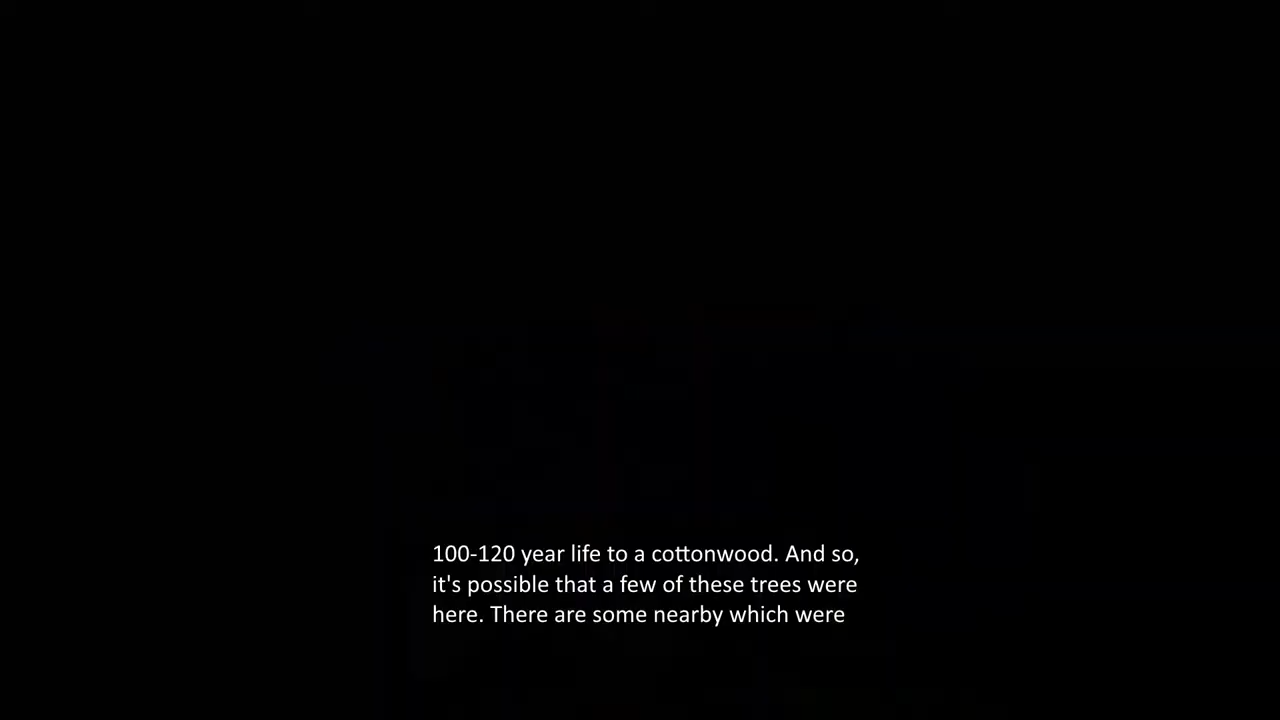 100-120 year life to a cottonwood. And so,
it's possible that a few of these trees were
here. There are some nearby which were